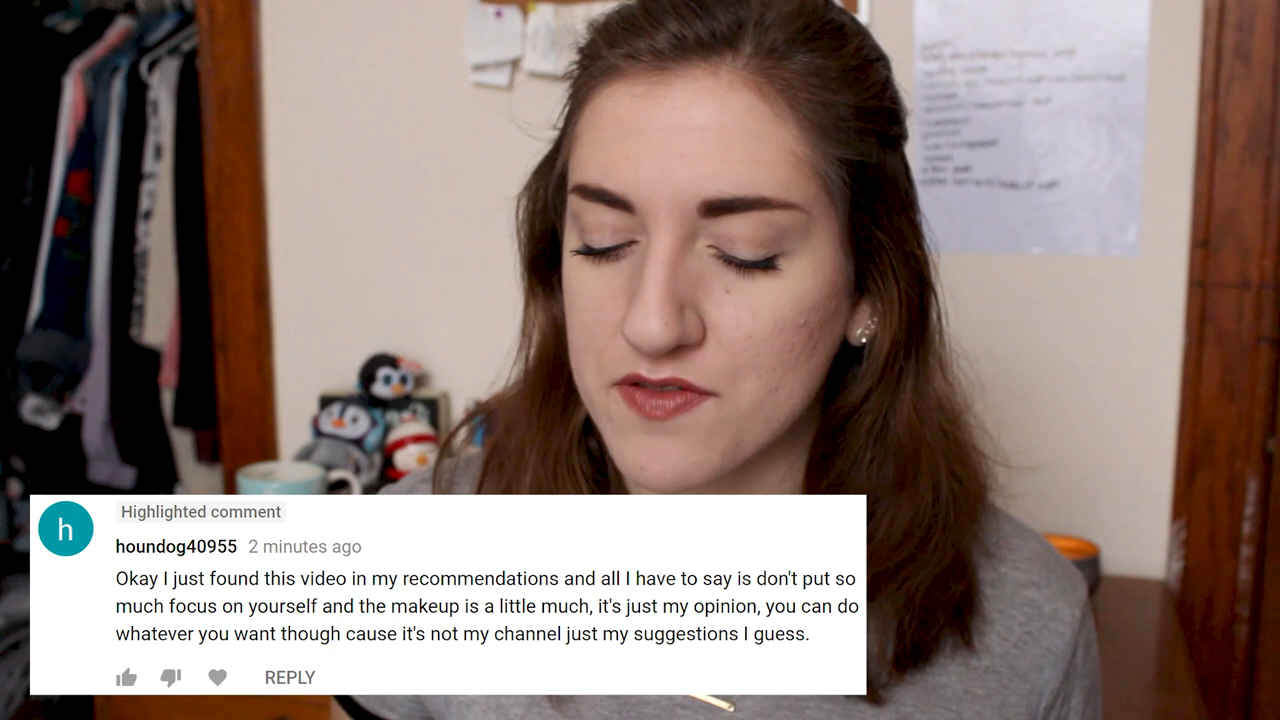 Highlighted comment
h
houndog40955 2 minutes ago
Okay I just found this video in my recommendations and all I have to say is don't put so
much focus on yourself and the makeup is a little much, it's just my opinion, you can do
whatever you want though cause it's not my channel just my suggestions I guess.
REPLY